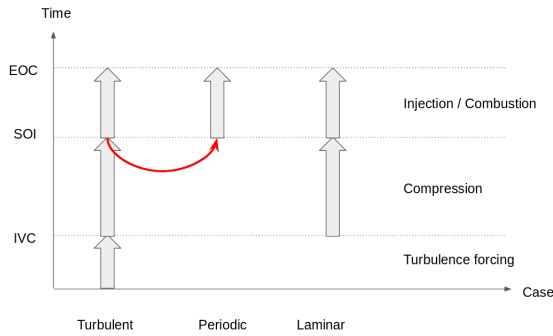 Time
EOC
Injection / Combustion
SOI
Compression
IVC
Turbulence forcing
Case
Turbulent
Periodic
Laminar